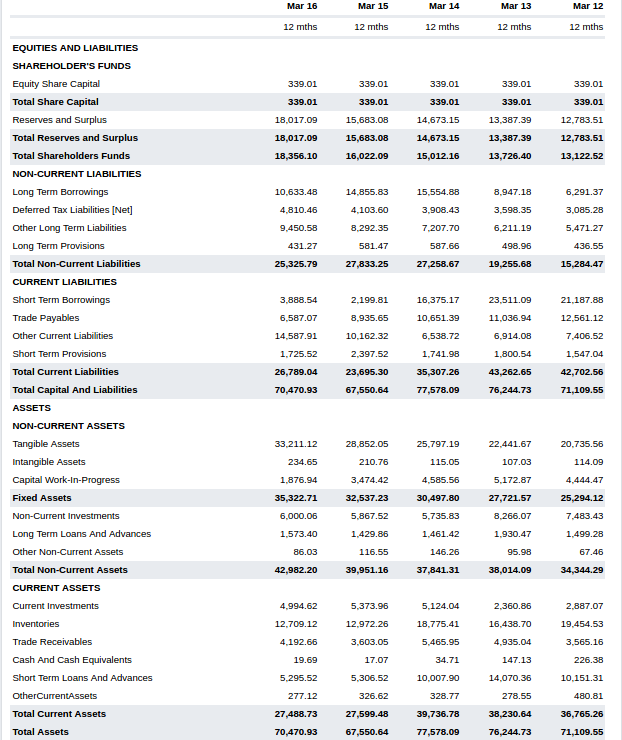 Mar 16 Mar 15 Mar 14 Mar 13 Mar 12
12 mths 12 mths 12 mths 12 mths 12 mths
EQUITIES AND LIABILITIES
SHAREHOLDER'S FUNDS
Equity Share Capital 339.01 339.01 339.01 339.01 339.01
Total Share Capital 339.01 339.01 339.01 339.01 339.01
Reserves and Surplus 18,017.09 15,683.08 14,673.15 13,387.39 12,783.51
Total Reserves and Surplus 18,017.09 15,683.08 14,673.15 13,387.39 12,783.51
Total Shareholders Funds 18,356.10 16,022.09 15,012.16 13,726.40 13,122.52
NON-CURRENT LIABILITIES
Long Term Borrowings 10,633.48 14,855.83 15,554.88 8,947.18 6,291.37
Deferred Tax Liabilities [Net] 4,810.46 4,103.60 3,908.43 3,598.35 3,085.28
Other Long Term Liabilities 9,450.58 8,292.35 7,207.70 6,211.19 5,471.27
Long Term Provisions 431.27 581.47 587.66 498.96 436.55
Total Non-Current Liabilities 25,325.79 27,833.25 27,258.67 19,255.68 15,284.47
CURRENT LIABILITIES
Short Term Borrowings 3,888.54 2,199.81 16,375.17 23,511.09 21,187.88
Trade Payables 6,587.07 8,935.65 10,651.39 11,036.94 12,561.12
Other Current Liabilities 14,587.91 10,162.32 6,538.72 6,914.08 7,406.52
Short Term Provisions 1,725.52 2,397.52 1,741.98 1,800.54 1,547.04
Total Current Liabilities 26,789.04 23,695.30 35,307.26 43,262.65 42,702.56
Total Capital And Liabilities 70,470.93 67,550.64 77,578.09 76,244.73 71,109.55
ASSETS
NON-CURRENT ASSETS
Tangible Assets 33,211.12 28,852.05 25,797.19 22,441.67 20,735.56
Intangible Assets 234.65 210.76 115.05 107.03 114.09
Capital Work-In-Progress 1,876.94 3,474.42 4,585.56 5,172.87 4,444.47
Fixed Assets 35,322.71 32,537.23 30,497.80 27,721.57 25,294.12
Non-Current Investments 6,000.06 5,867.52 5,735.83 8,266.07 7,483.43
Long Term Loans And Advances 1,573.40 1,429.86 1,461.42 1,930.47 1,499.28
Other Non-Current Assets 86.03 116.55 146.26 95.98 67.46
Total Non-Current Assets 42,982.20 39,951.16 37,841.31 38,014.09 34,344.29
CURRENT ASSETS
Current Investments 4,994.62 5,373.96 5,124.04 2,360.86 2,887.07
Inventories 12,709.12 12,972.26 18,775.41 16,438.70 19,454.53
Trade Receivables 4,192.66 3,603.05 5,465.95 4,935.04 3,565.16
Cash And Cash Equivalents 19.69 17.07 34.71 147.13 226.38
Short Term Loans And Advances 5,295.52 5,306.52 10,007.90 14,070.36 10,151.31
OtherCurrentAssets 277.12 326.62 328.77 278.55 480.81
Total Current Assets 27,488.73 27,599.48 39,736.78 38,230.64 36,765.26
Total Assets 70,470.93 67,550.64 77,578.09 76,244.73 71,109.55